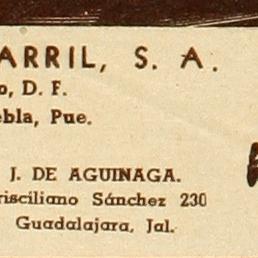 ARRIL, S. A.
o, D. F.
ebla, Pue.
J. DE AGUINAGA.
risciliano Sánchez 230
Guadalajara, Jal.